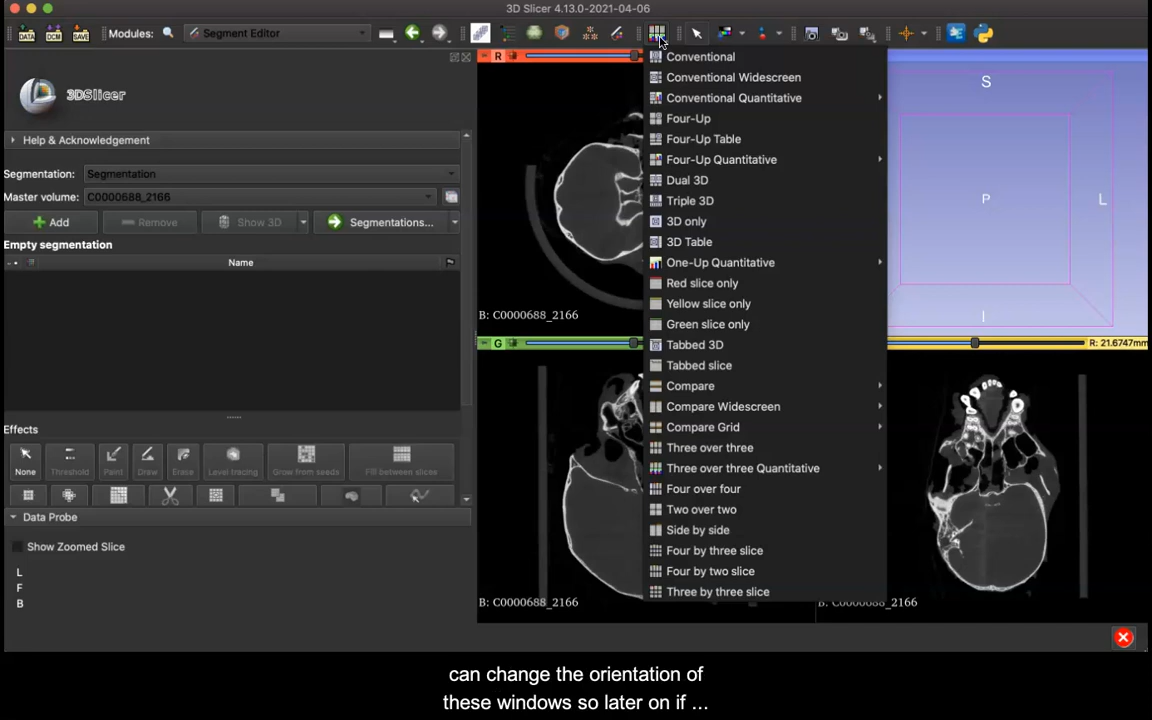 3D Slicer 4.13.0-2021-04-06
DATA DCM SAVE Modules: Segment Editor
3DSlicer
Help & Acknowledgement
Segmentation: Segmentation
Master volume: C0000688_2166
Add Remove Show 3D Segmentations...
Empty segmentation
Name
Effects
None Threshold Paint Draw Erase Level tracing Grow from seeds Fill between slices
Data Probe
Show Zoomed Slice
L
F
B
R
B: C0000688_2166
G
B: C0000688_2166
Conventional
Conventional Widescreen
Conventional Quantitative
Four-Up
Four-Up Table
Four-Up Quantitative
Dual 3D
Triple 3D
3D only
3D Table
One-Up Quantitative
Red slice only
Yellow slice only
Green slice only
Tabbed 3D
Tabbed slice
Compare
Compare Widescreen
Compare Grid
Three over three
Three over three Quantitative
Four over four
Two over two
Side by side
Four by three slice
Four by two slice
Three by three slice
S
P
L
I
R: 21.6747mm
B: C0000688_2166
can change the orientation of
these windows so later on if ...